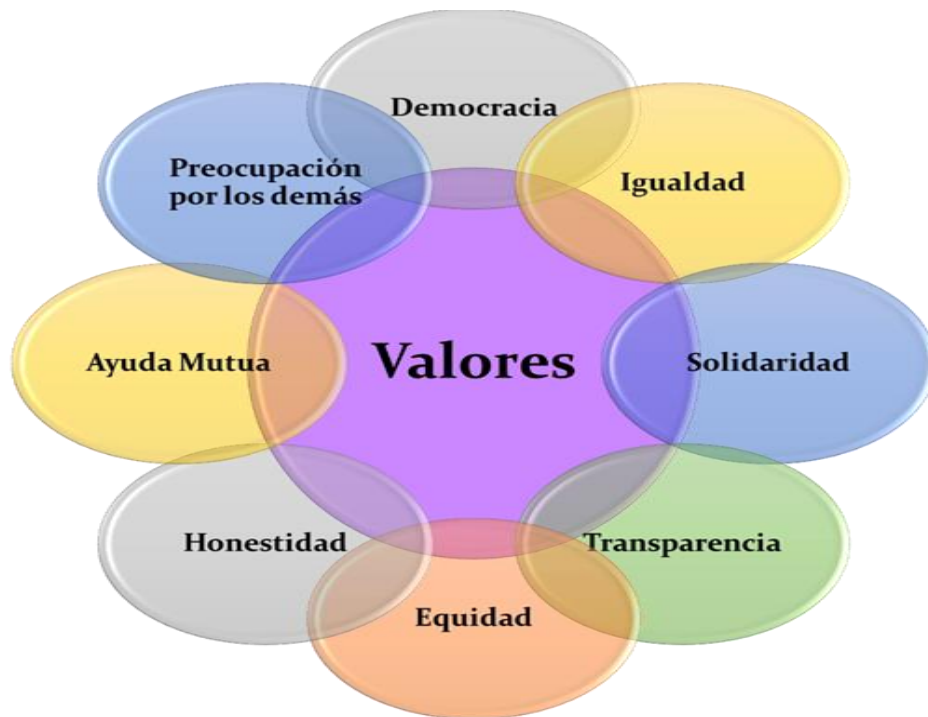 Democracia
Igualdad
Solidaridad
Transparencia
Equidad
Honestidad
Ayuda Mutua
Preocupación
por los demás
Valores